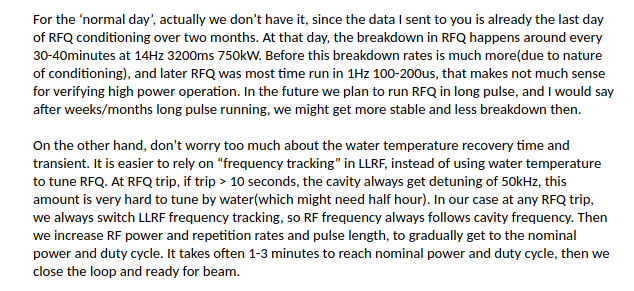 For the ‘normal day’, actually we don’t have it, since the data I sent to you is already the last day
of RFQ conditioning over two months. At that day, the breakdown in RFQ happens around every
30-40minutes at 14Hz 3200ms 750kW. Before this breakdown rates is much more(due to nature
of conditioning), and later RFQ was most time run in 1Hz 100-200us, that makes not much sense
for verifying high power operation. In the future we plan to run RFQ in long pulse, and I would say
after weeks/months long pulse running, we might get more stable and less breakdown then.

On the other hand, don’t worry too much about the water temperature recovery time and
transient. It is easier to rely on “frequency tracking” in LLRF, instead of using water temperature
to tune RFQ. At RFQ trip, if trip > 10 seconds, the cavity always get detuning of 50kHz, this
amount is very hard to tune by water(which might need half hour). In our case at any RFQ trip,
we always switch LLRF frequency tracking, so RF frequency always follows cavity frequency. Then
we increase RF power and repetition rates and pulse length, to gradually get to the nominal
power and duty cycle. It takes often 1-3 minutes to reach nominal power and duty cycle, then we
close the loop and ready for beam.